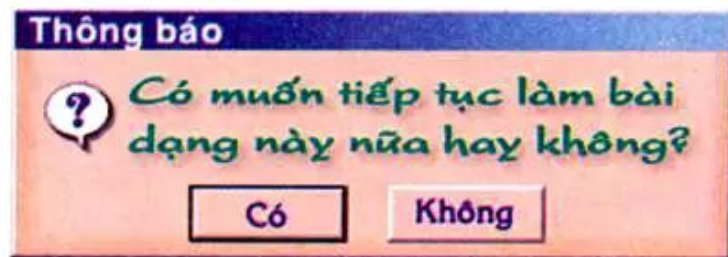 Thông báo
Có muốn tiếp tục làm bài
dạng này nữa hay không?
Có
Không